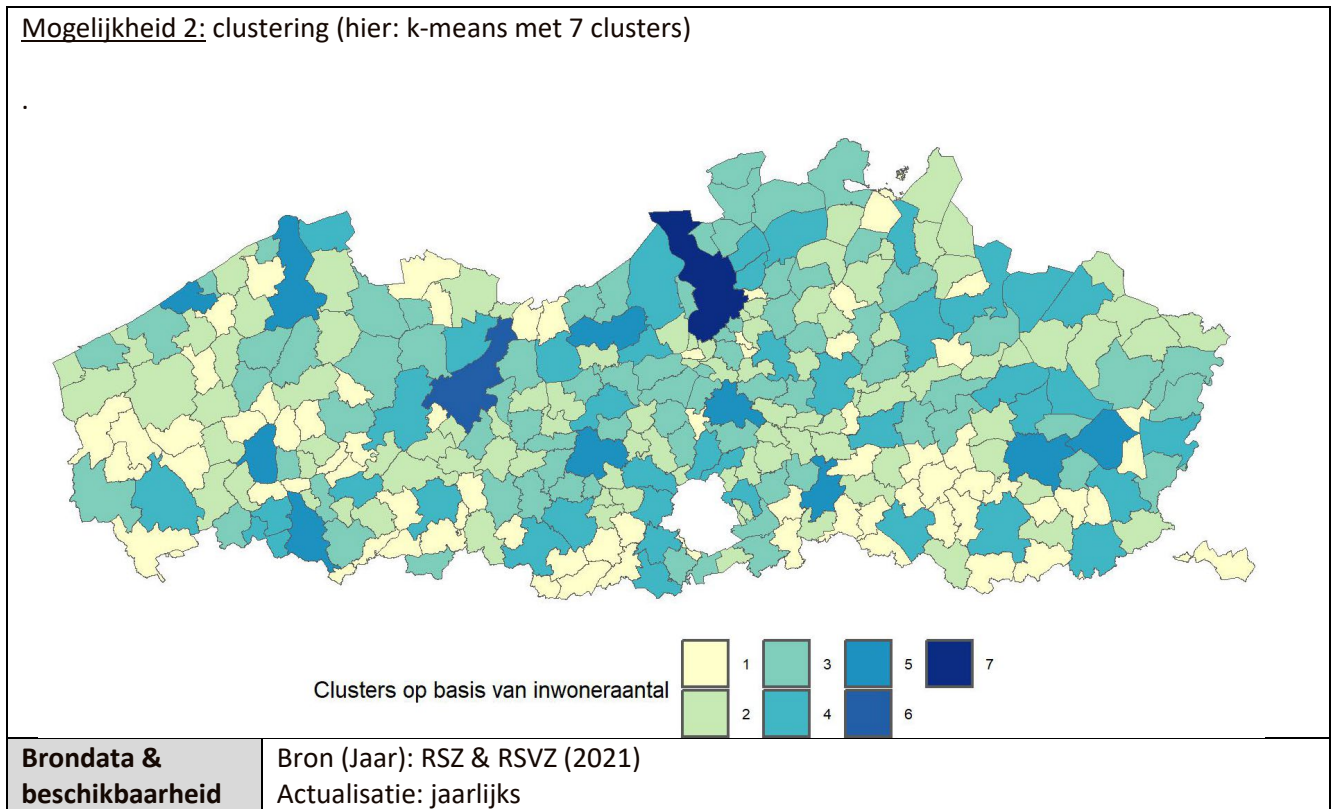 Mogelijkheid 2: clustering (hier: k-means met 7 clusters)
.
Clusters op basis van inwoneraantal
1 3 5 7
2 4 6
Brondata & beschikbaarheid
Bron (Jaar): RSZ & RSVZ (2021)
Actualisatie: jaarlijks